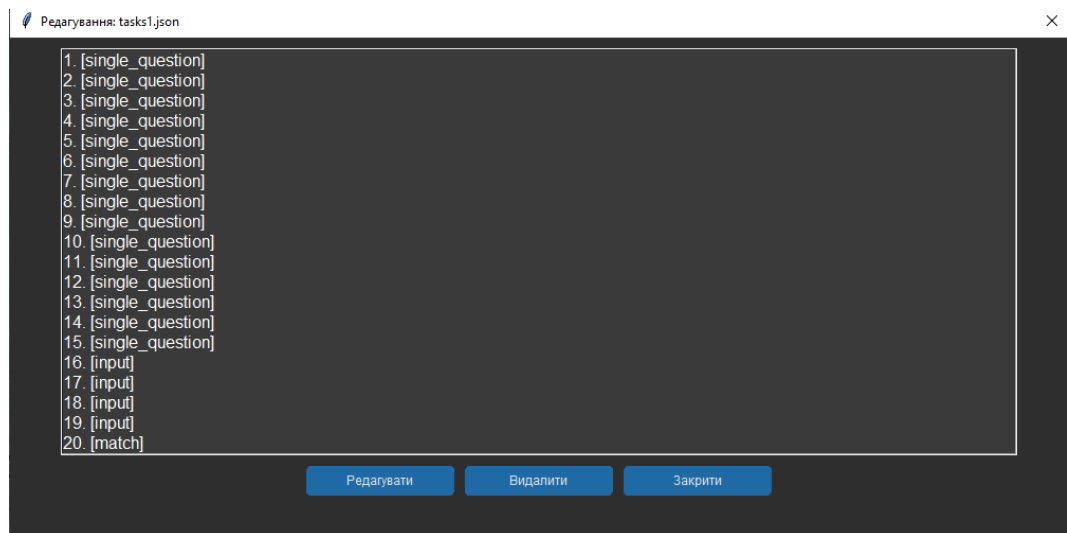 Редагування: tasks1.json
1. [single_question]
2. [single_question]
3. [single_question]
4. [single_question]
5. [single_question]
6. [single_question]
7. [single_question]
8. [single_question]
9. [single_question]
10. [single_question]
11. [single_question]
12. [single_question]
13. [single_question]
14. [single_question]
15. [single_question]
16. [input]
17. [input]
18. [input]
19. [input]
20. [match]
Редагувати Видалити Закрити